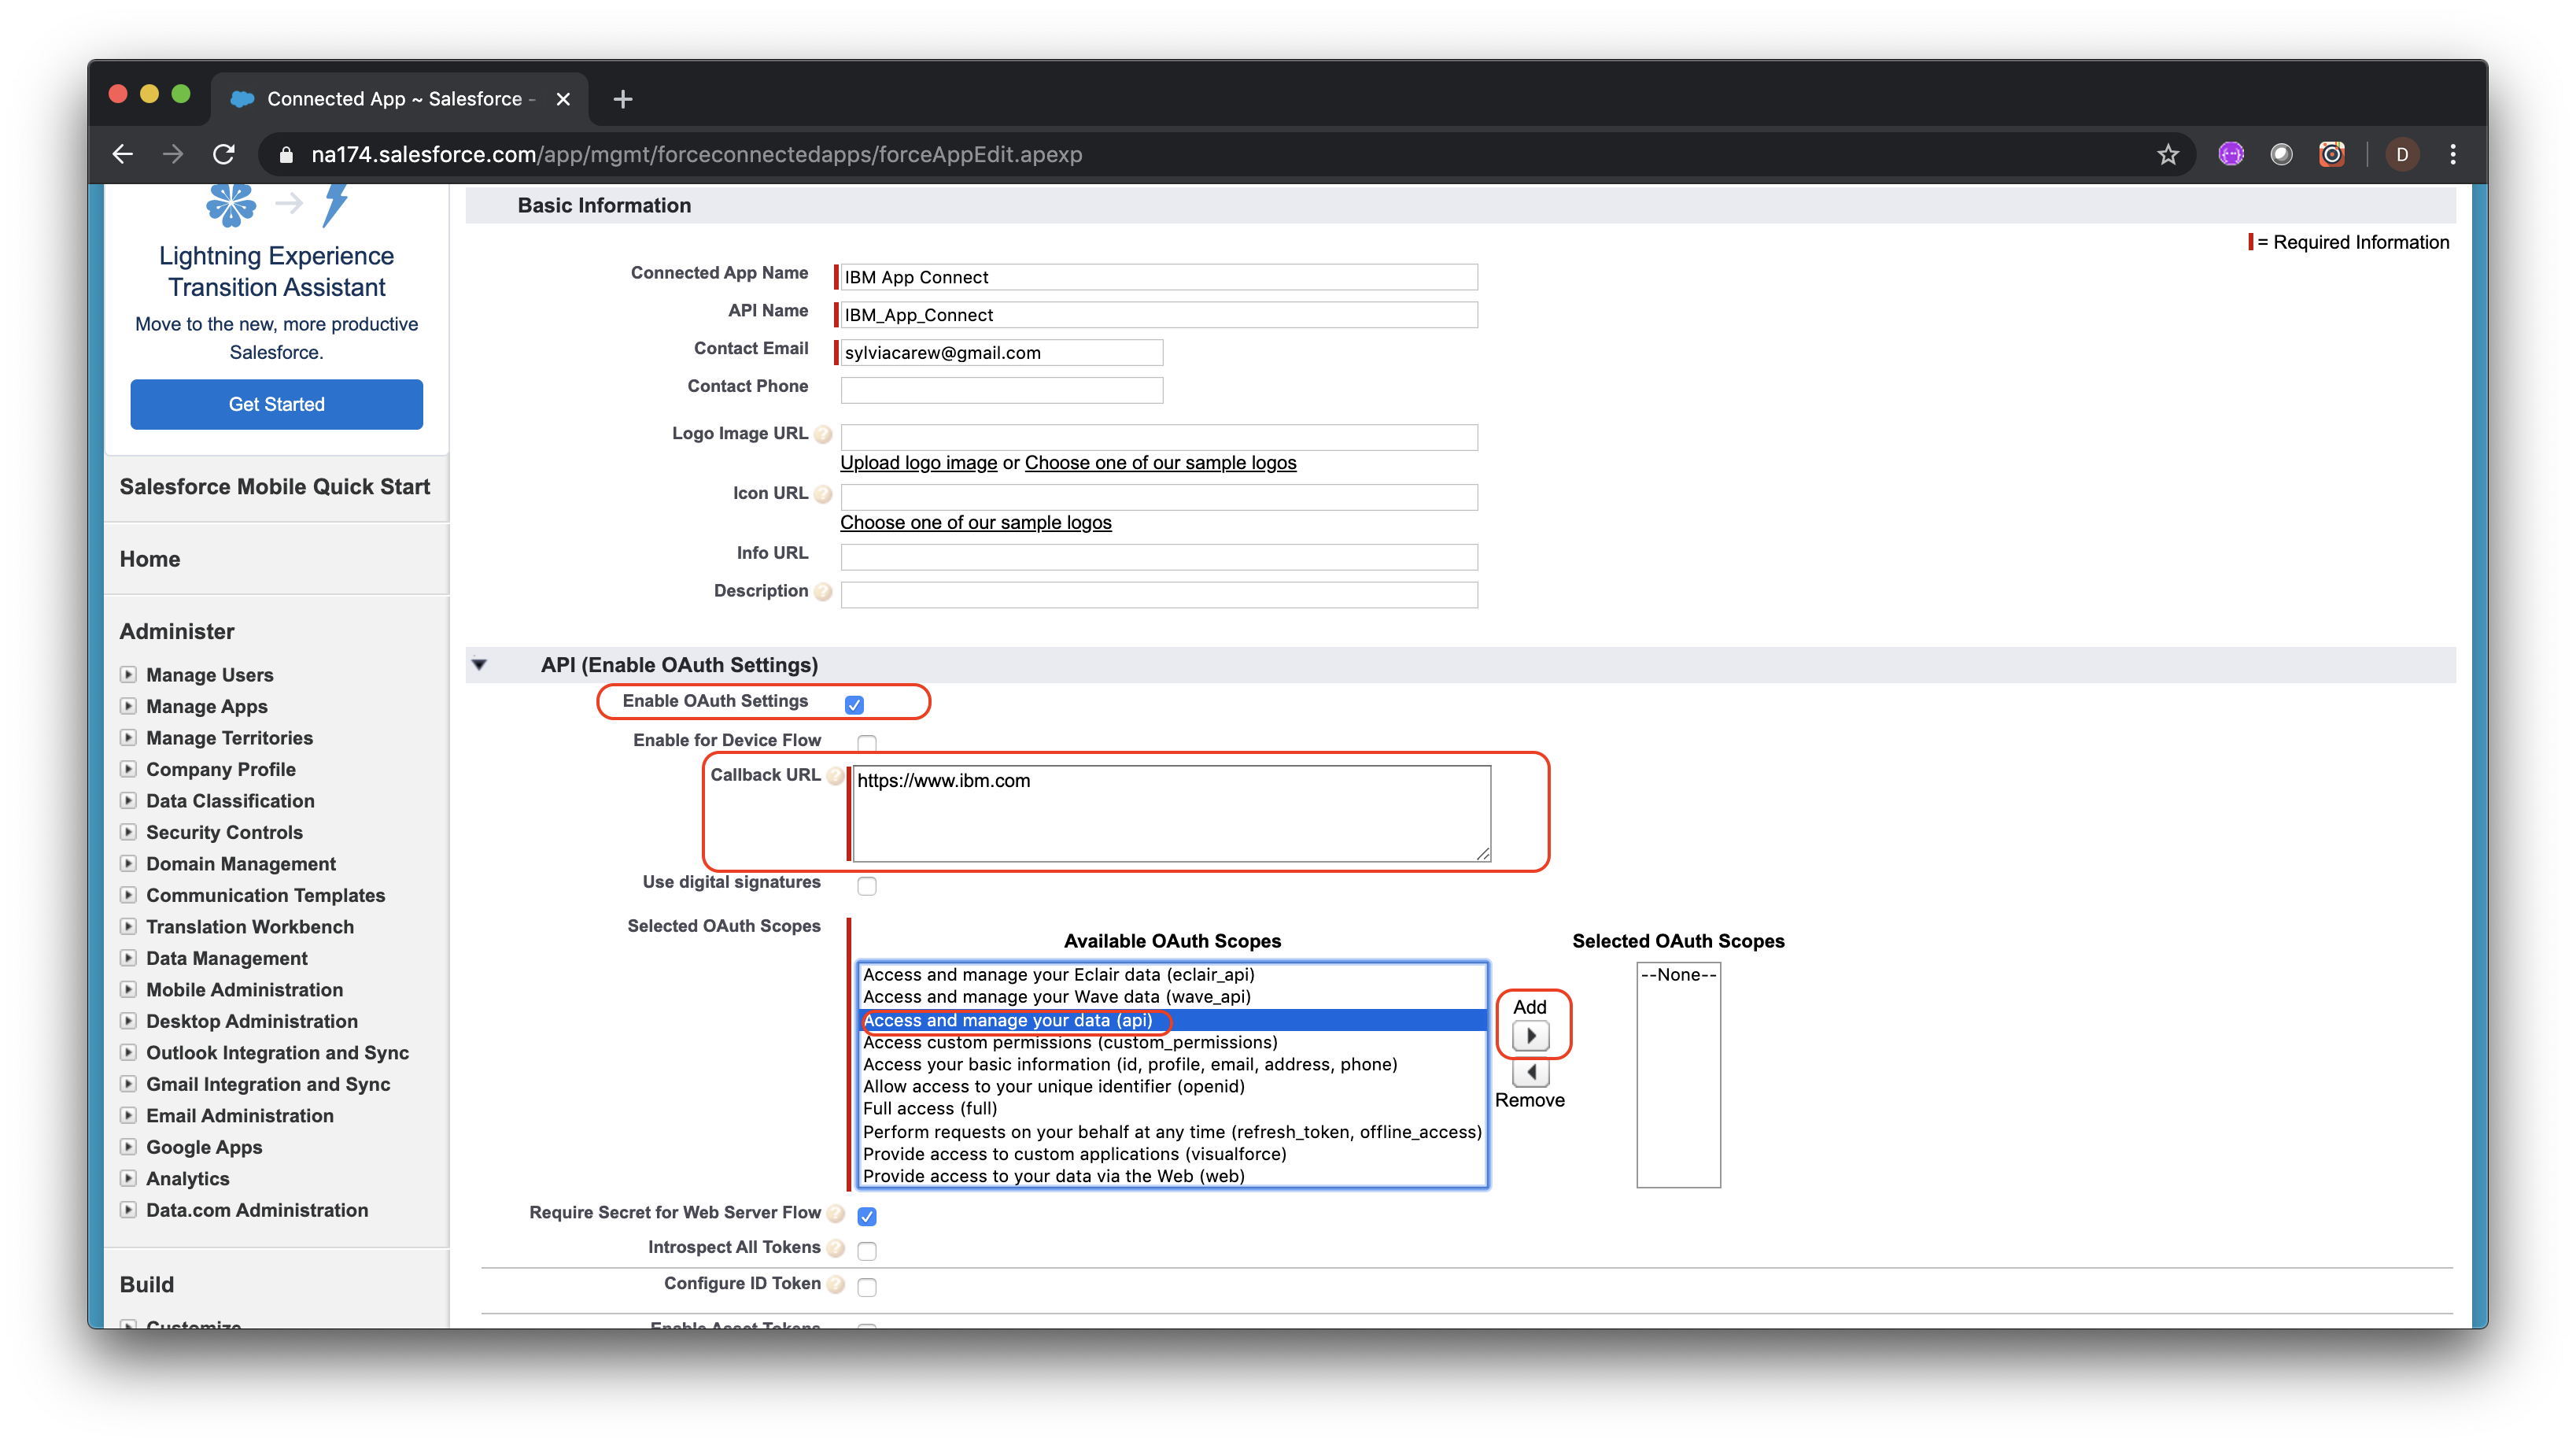 Connected App ~ Salesforce -
na174.salesforce.com/app/mgmt/forceconnectedapps/forceAppEdit.apexp
D
Lightning Experience
Transition Assistant
Move to the new, more productive
Salesforce.
Get Started
Salesforce Mobile Quick Start
Home
Administer
Manage Users
Manage Apps
Manage Territories
Company Profile
Data Classification
Security Controls
Domain Management
Communication Templates
Translation Workbench
Data Management
Mobile Administration
Desktop Administration
Outlook Integration and Sync
Gmail Integration and Sync
Email Administration
Google Apps
Analytics
Data.com Administration
Build
Customize
Basic Information
= Required Information
Connected App Name IBM App Connect
API Name IBM_App_Connect
Contact Email sylviacarew@gmail.com
Contact Phone
Logo Image URL ?
Upload logo image or Choose one of our sample logos
Icon URL ?
Choose one of our sample logos
Info URL
Description ?
API (Enable OAuth Settings)
Enable OAuth Settings
Enable for Device Flow
Callback URL ? https://www.ibm.com
Use digital signatures
Selected OAuth Scopes
Available OAuth Scopes
Access and manage your Eclair data (eclair_api)
Access and manage your Wave data (wave_api)
Access and manage your data (api)
Access custom permissions (custom_permissions)
Access your basic information (id, profile, email, address, phone)
Allow access to your unique identifier (openid)
Full access (full)
Perform requests on your behalf at any time (refresh_token, offline_access)
Provide access to custom applications (visualforce)
Provide access to your data via the Web (web)
Add
Remove
Selected OAuth Scopes
--None--
Require Secret for Web Server Flow ?
Introspect All Tokens ?
Configure ID Token ?
Enable Asset Tokens